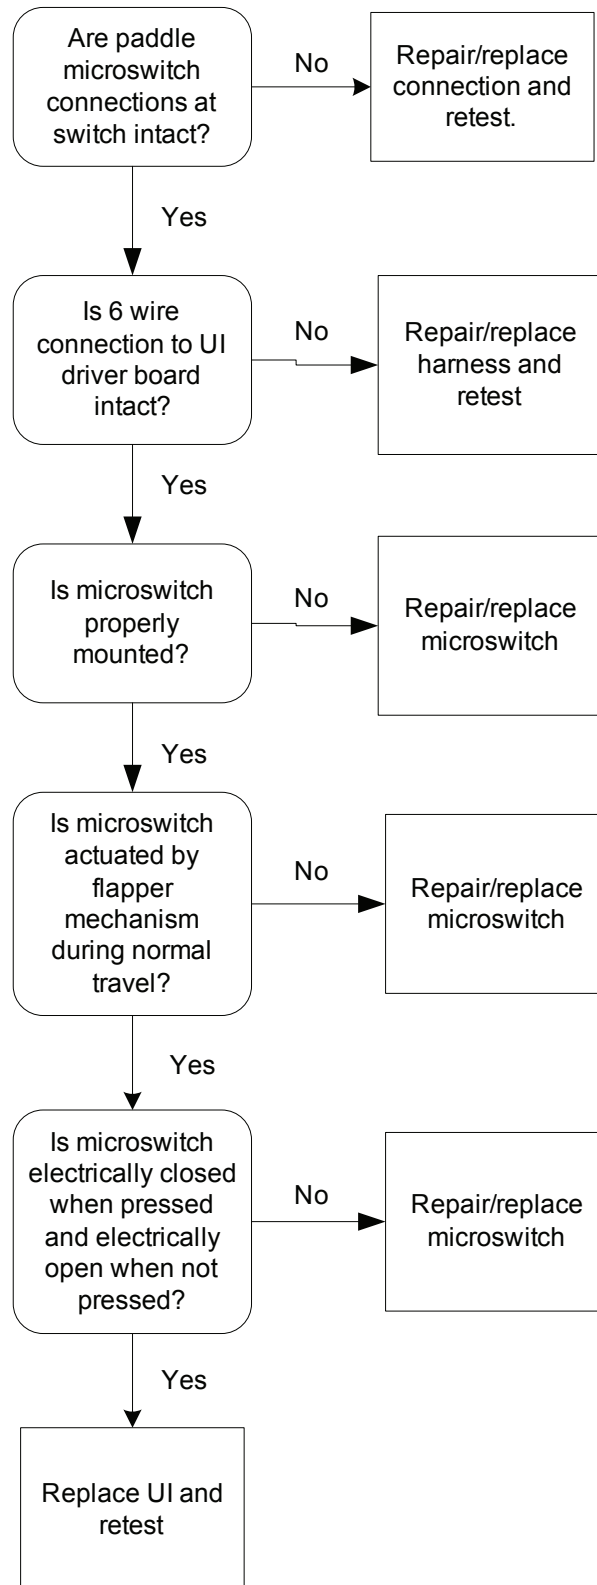 Are paddle
microswitch
connections at
switch intact?
No
Repair/replace
connection and
retest.
Yes
Is 6 wire
connection to UI
driver board
intact?
No
Repair/replace
harness and
retest
Yes
Is microswitch
properly
mounted?
No
Repair/replace
microswitch
Yes
Is microswitch
actuated by
flapper
mechanism
during normal
travel?
No
Repair/replace
microswitch
Yes
Is microswitch
electrically closed
when pressed
and electrically
open when not
pressed?
No
Repair/replace
microswitch
Yes
Replace UI and
retest